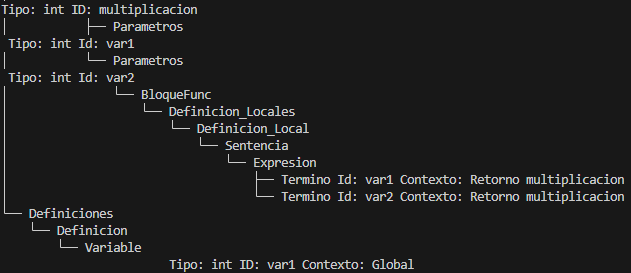 Tipo: int ID: multiplicacion
Parametros
Tipo: int Id: var1
Parametros
Tipo: int Id: var2
BloqueFunc
Definicion_Locales
Definicion_Local
Sentencia
Expresion
Termino Id: var1 Contexto: Retorno multiplicacion
Termino Id: var2 Contexto: Retorno multiplicacion
Definiciones
Definicion
Variable
Tipo: int ID: var1 Contexto: Global